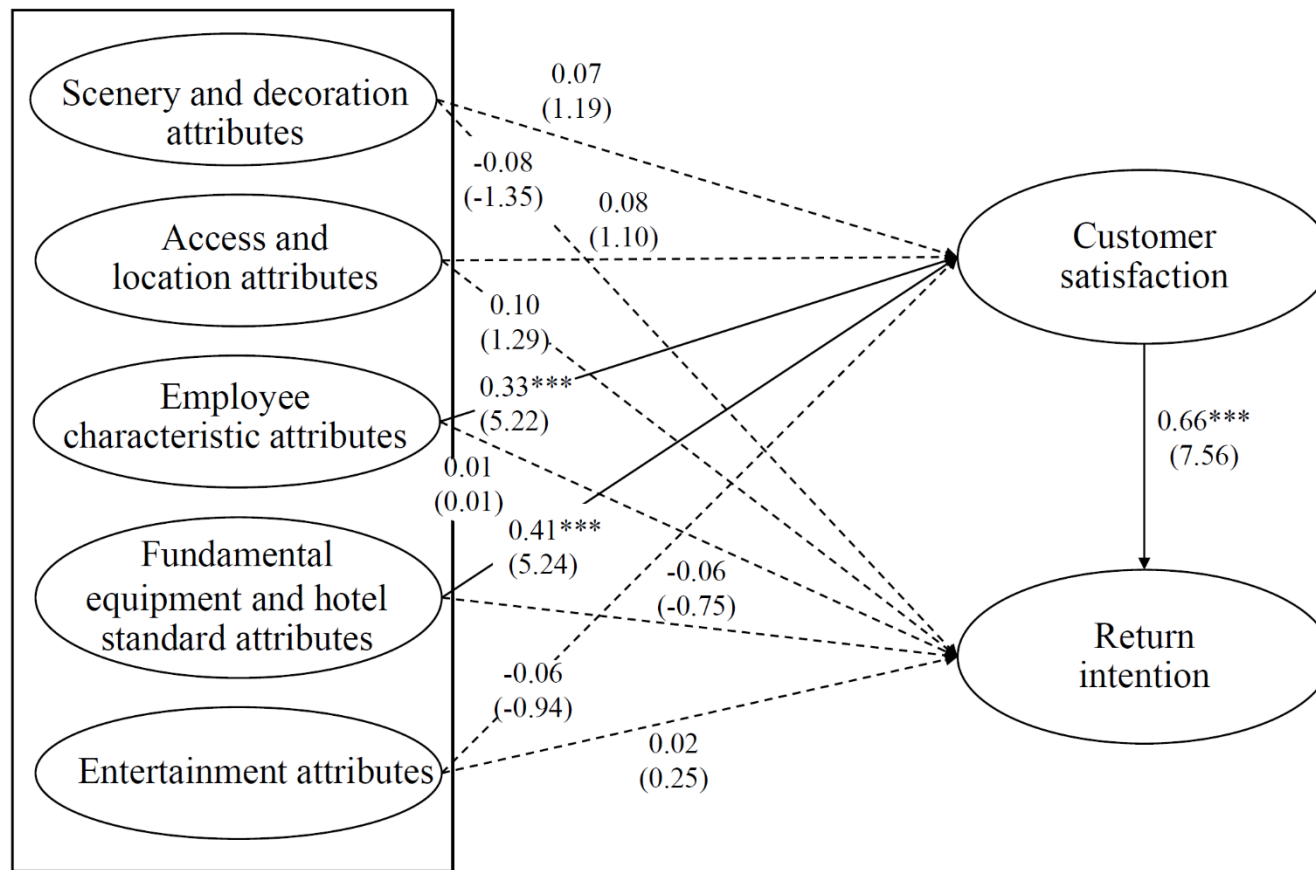 Scenery and decoration
attributes
Access and
location attributes
Employee
characteristic attributes
Fundamental
equipment and hotel
standard attributes
Entertainment attributes
0.07
(1.19)
-0.08
(-1.35)
0.08
(1.10)
0.10
(1.29)
0.33***
(5.22)
0.01
(0.01)
0.41***
(5.24)
-0.06
(-0.75)
-0.06
(-0.94)
0.02
(0.25)
Customer
satisfaction
0.66***
(7.56)
Return
intention